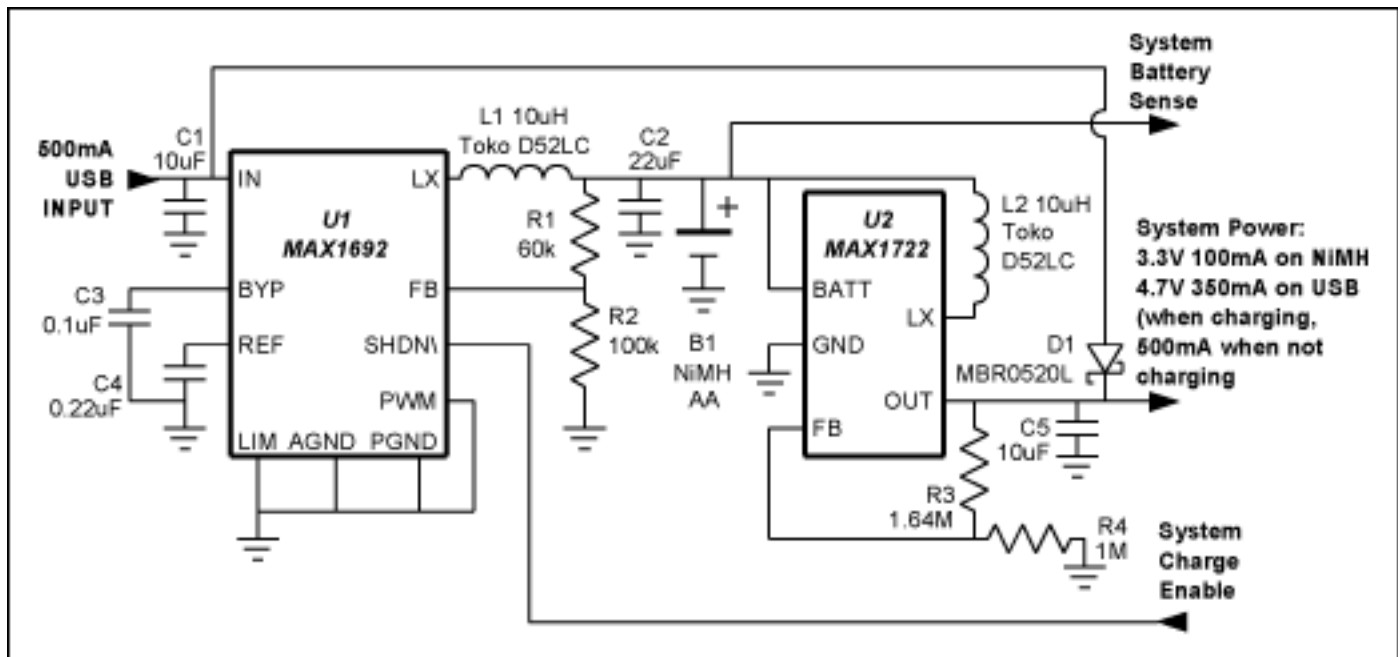 System
Battery
Sense
500mA
USB
INPUT
C1
10uF
L1 10uH
Toko D52LC
C2
22uF
IN
LX
U1
MAX1692
BYP
FB
REF
SHDN\
PWM
LIM AGND PGND
C3
0.1uF
C4
0.22uF
R1
60k
R2
100k
+
B1
NiMH
AA
U2
MAX1722
BATT
LX
GND
OUT
FB
L2 10uH
Toko
D52LC
System Power:
3.3V 100mA on NiMH
4.7V 350mA on USB
(when charging,
500mA when not
charging
D1
MBR0520L
C5
10uF
R3
1.64M
R4
1M
System
Charge
Enable